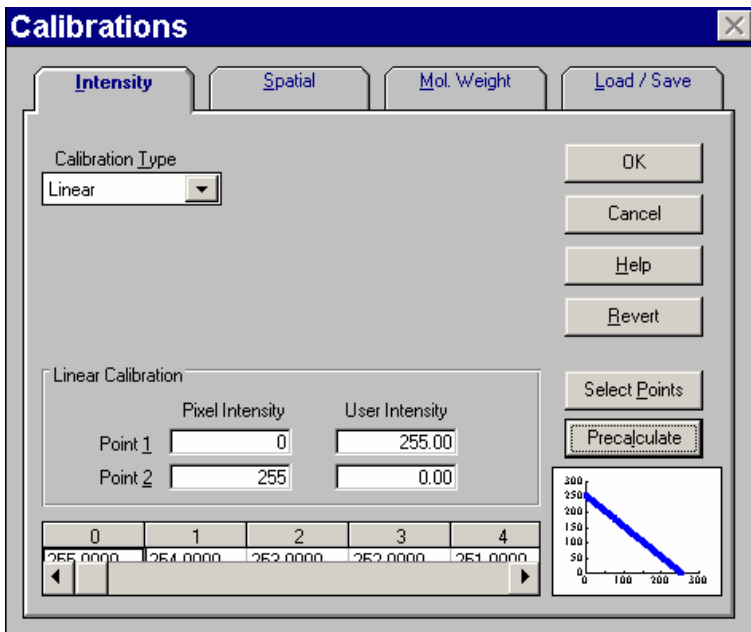 Calibrations
Intensity
Spatial
Mol. Weight
Load / Save
Calibration Type
Linear
OK
Cancel
Help
Revert
Linear Calibration
Pixel Intensity User Intensity
Point 1 0 255.00
Point 2 255 0.00
Select Points
Precalculate
0 1 2 3 4
255.0000 254.0000 253.0000 252.0000 251.0000
300
250
200
150
100
50
0
0 100 200 300